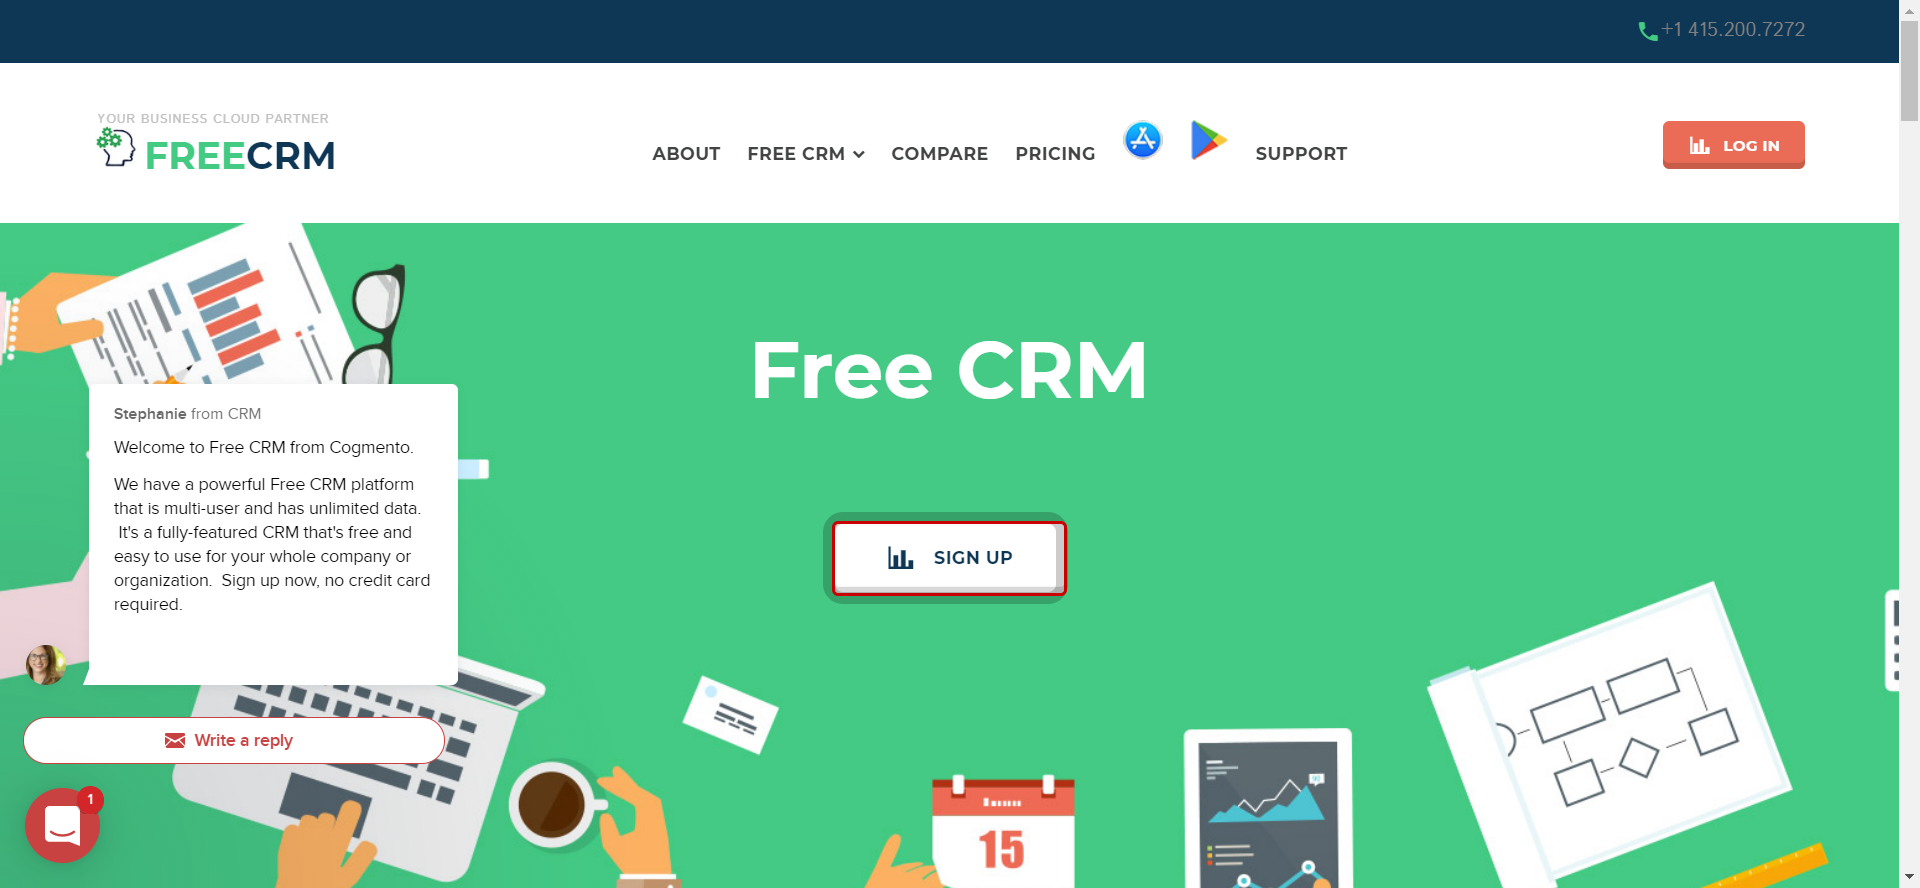 +1 415.200.7272
YOUR BUSINESS CLOUD PARTNER
FREECRM
ABOUT
FREE CRM
COMPARE
PRICING
SUPPORT
LOG IN
Free CRM
SIGN UP
Stephanie from CRM
Welcome to Free CRM from Cogmento.
We have a powerful Free CRM platform
that is multi-user and has unlimited data.
It's a fully-featured CRM that's free and
easy to use for your whole company or
organization. Sign up now, no credit card
required.
Write a reply
1
15